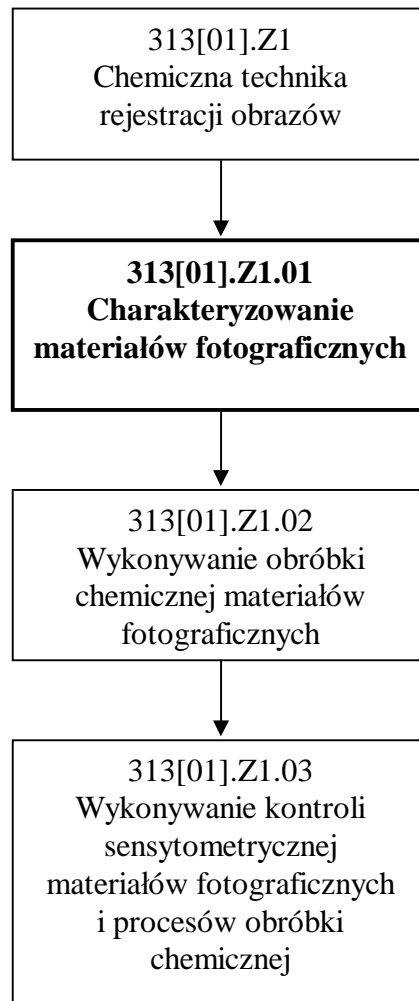 313[01].Z1
Chemiczna technika
rejestracji obrazów
313[01].Z1.01
Charakteryzowanie
materiałów fotograficznych
313[01].Z1.02
Wykonywanie obróbki
chemicznej materiałów
fotograficznych
313[01].Z1.03
Wykonywanie kontroli
sensytometrycznej
materiałów fotograficznych
i procesów obróbki
chemicznej